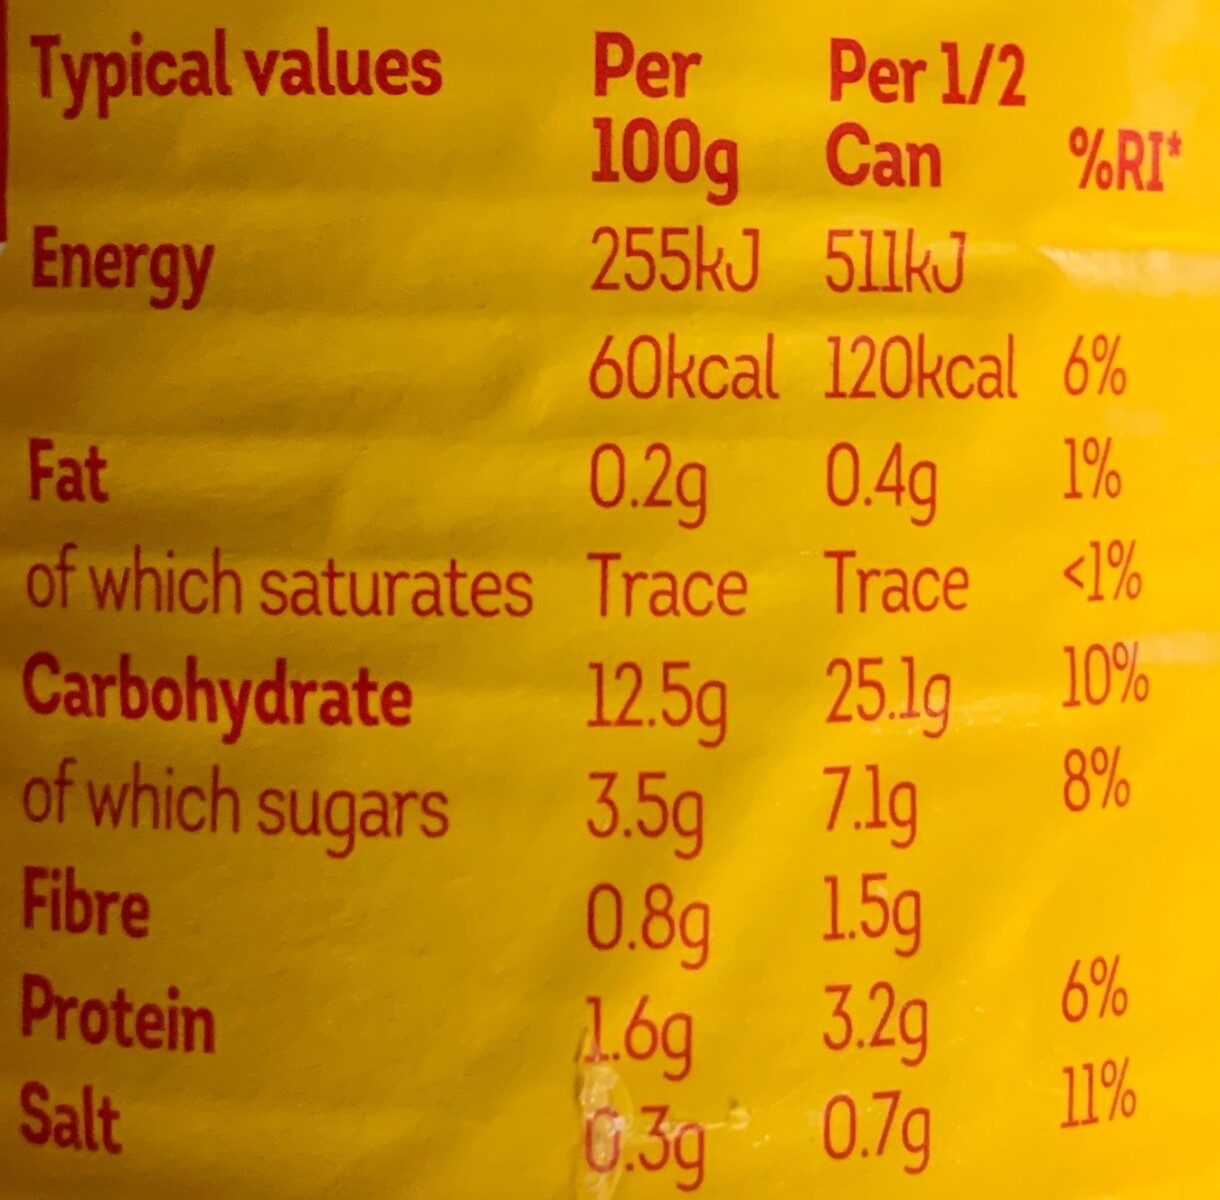 Typical values Per 100g Per 1/2 Can %RI*
Energy 255kJ 511kJ
60kcal 120kcal 6%
Fat 0.2g 0.4g 1%
of which saturates Trace Trace <1%
Carbohydrate 12.5g 25.1g 10%
of which sugars 3.5g 7.1g 8%
Fibre 0.8g 1.5g
Protein 1.6g 3.2g 6%
Salt 0.3g 0.7g 11%